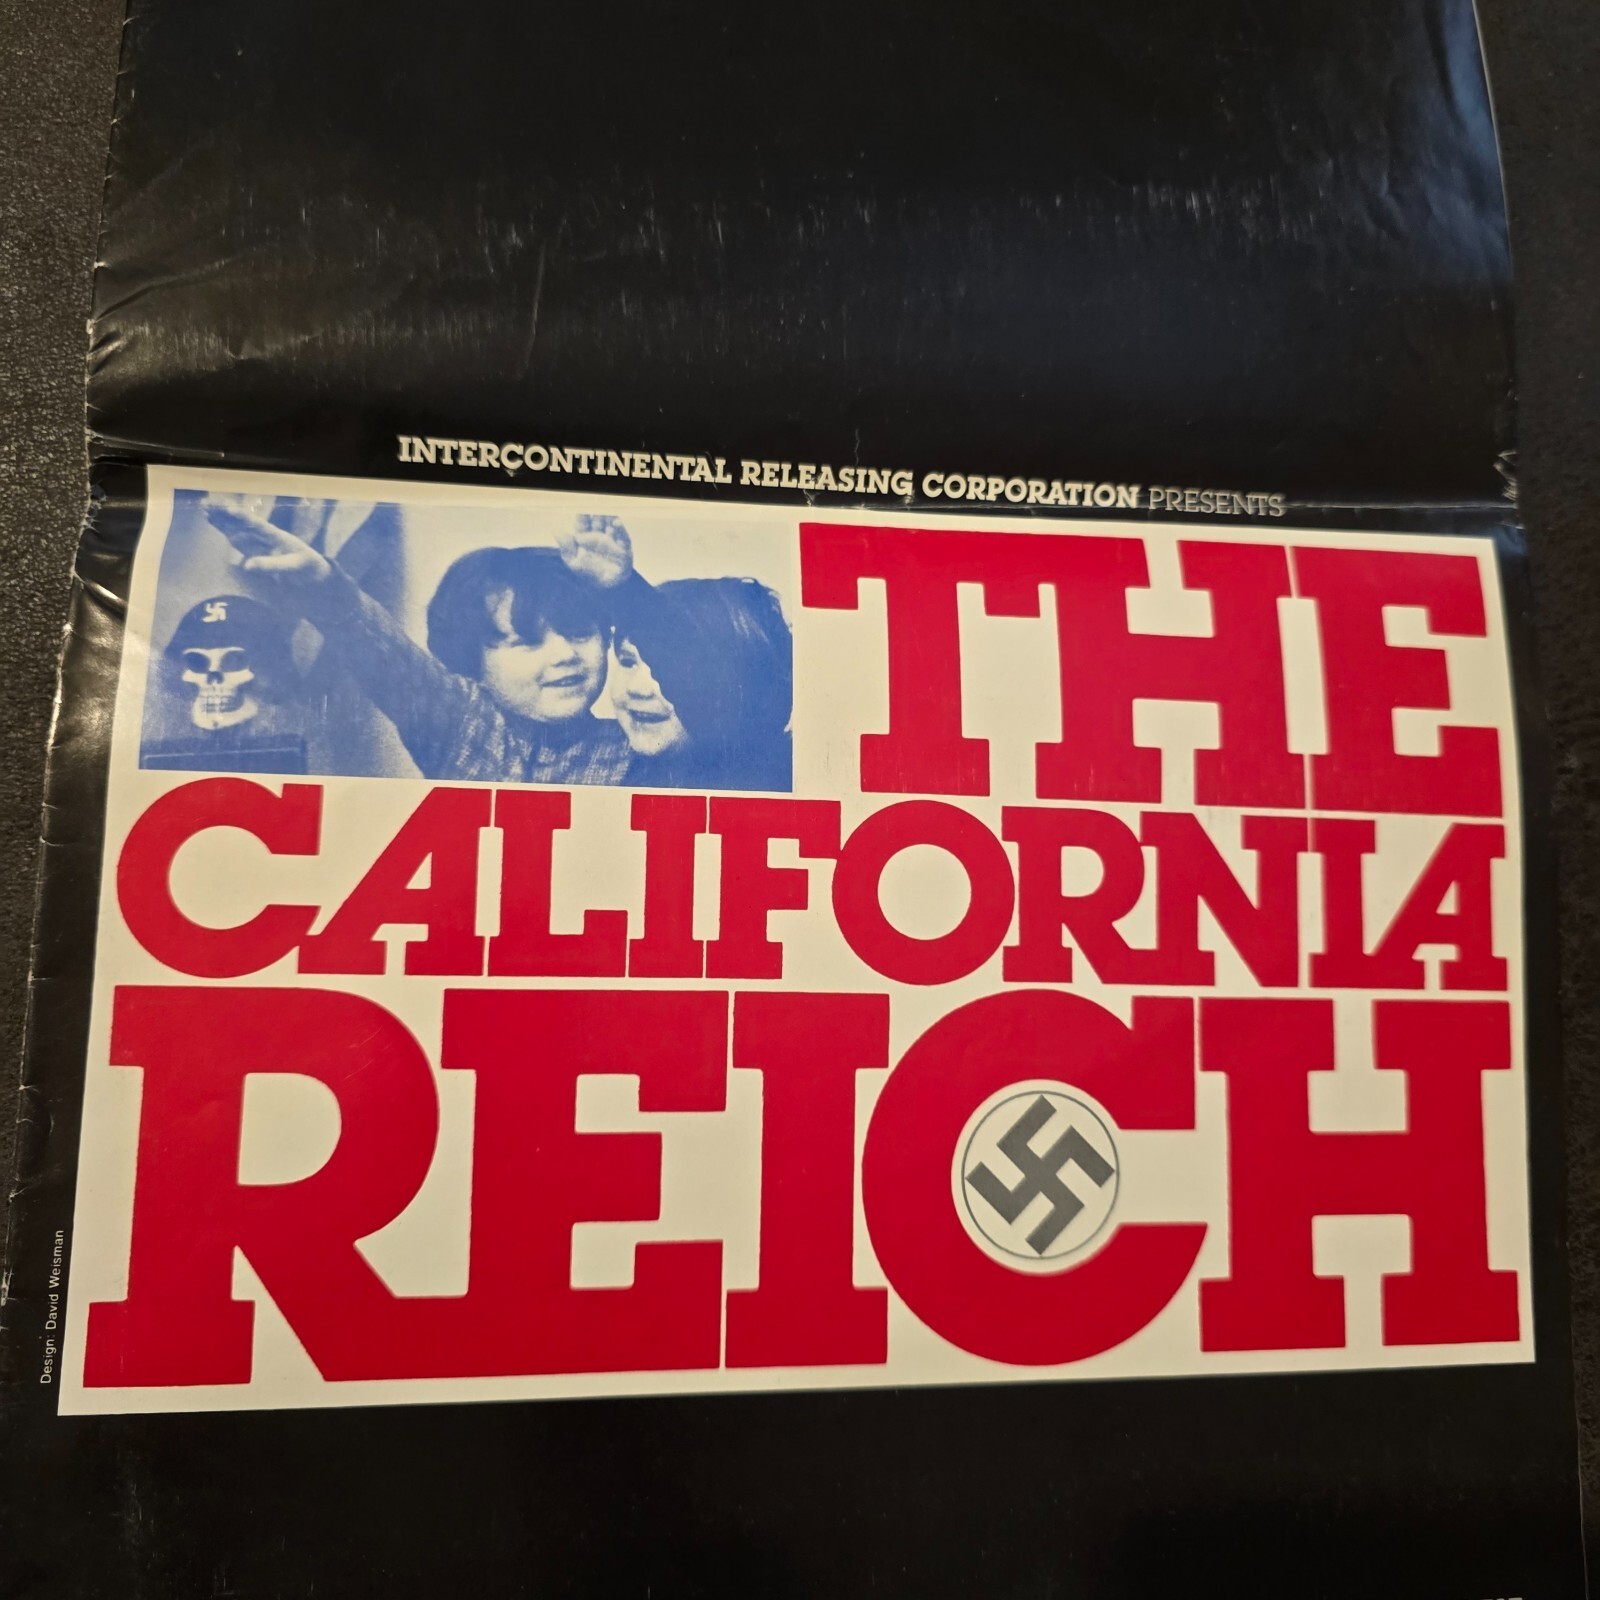 INTERCONTINENTAL RELEASING CORPORATION PRESENTS
THE
CALIFORNIA
REICH
Design: David Weisman